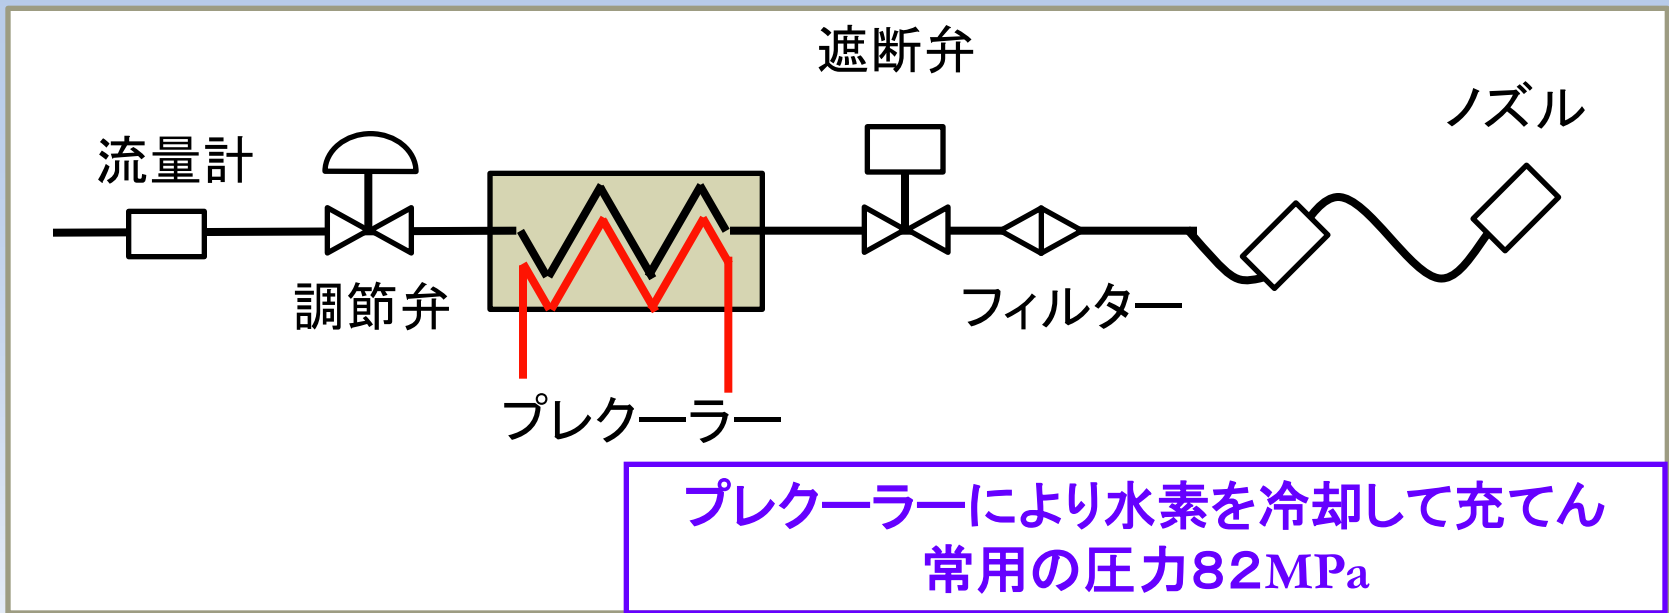 遮断弁
ノズル
流量計
調節弁
フィルター
プレクーラー
プレクーラーにより水素を冷却して充てん
常用の圧力82MPa